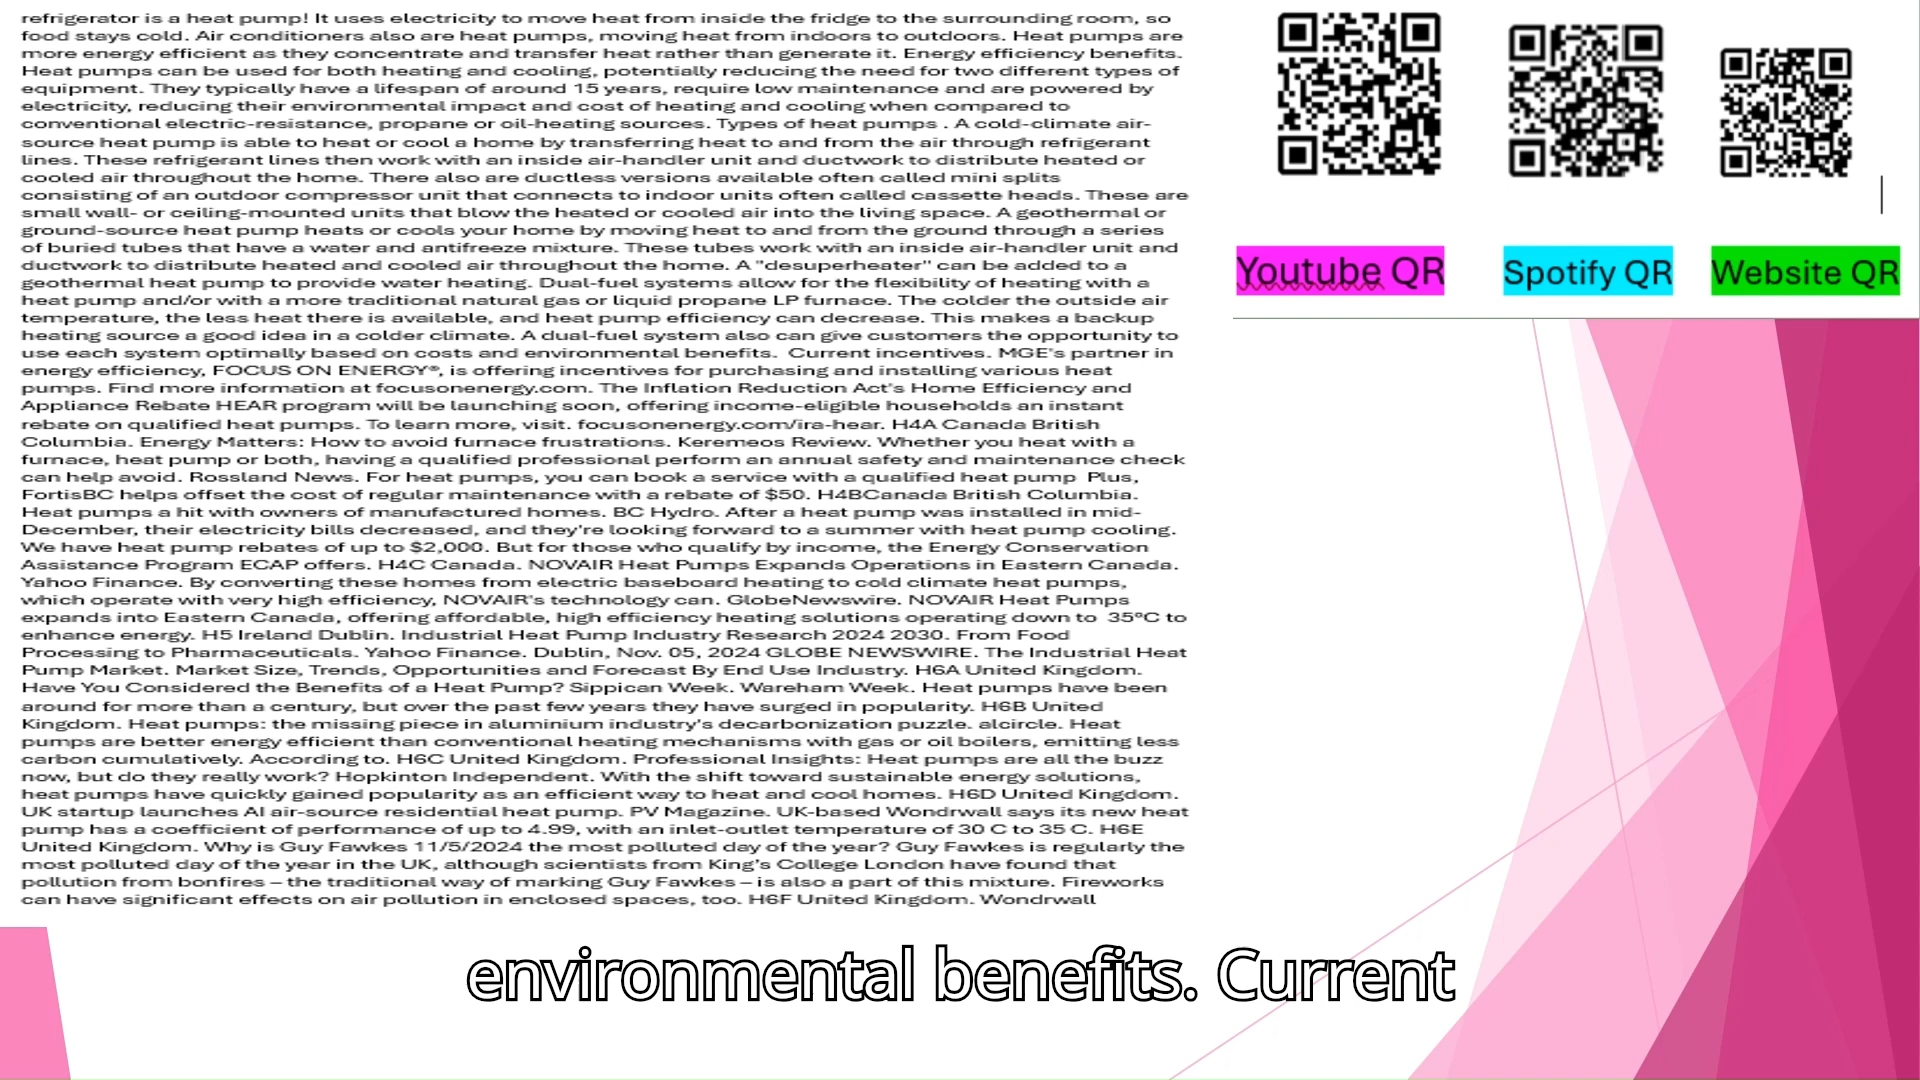 refrigerator is a heat pump! It uses electricity to move heat from inside the fridge to the surrounding room, so
food stays cold. Air conditioners also are heat pumps, moving heat from indoors to outdoors. Heat pumps are
more energy efficient as they concentrate and transfer heat rather than generate it. Energy efficiency benefits.
Heat pumps can be used for both heating and cooling, potentially reducing the need for two different types of
equipment. They typically have a lifespan of around 15 years, require low maintenance and are powered by
electricity, reducing their environmental impact and cost of heating and cooling when compared to
conventional electric-resistance, propane or oil-heating sources. Types of heat pumps . A cold-climate air-
source heat pump is able to heat or cool a home by transferring heat to and from the air through refrigerant
lines. These refrigerant lines then work with an inside air-handler unit and ductwork to distribute heated or
cooled air throughout the home. There also are ductless versions available often called mini splits
consisting of an outdoor compressor unit that connects to indoor units often called cassette heads. These are
small wall- or ceiling-mounted units that blow the heated or cooled air into the living space. A geothermal or
ground-source heat pump heats or cools your home by moving heat to and from the ground through a series
of buried tubes that have a water and antifreeze mixture. These tubes work with an inside air-handler unit and
ductwork to distribute heated and cooled air throughout the home. A "desuperheater" can be added to a
geothermal heat pump to provide water heating. Dual-fuel systems allow for the flexibility of heating with a
heat pump and/or with a more traditional natural gas or liquid propane LP furnace. The colder the outside air
temperature, the less heat there is available, and heat pump efficiency can decrease. This makes a backup
heating source a good idea in a colder climate. A dual-fuel system also can give customers the opportunity to
use each system optimally based on costs and environmental benefits.  Current incentives. MGE's partner in
energy efficiency, FOCUS ON ENERGY®, is offering incentives for purchasing and installing various heat
pumps. Find more information at focusonenergy.com. The Inflation Reduction Act's Home Efficiency and
Appliance Rebate HEAR program will be launching soon, offering income-eligible households an instant
rebate on qualified heat pumps. To learn more, visit. focusonenergy.com/ira-hear. H4A Canada British
Columbia. Energy Matters: How to avoid furnace frustrations. Keremeos Review. Whether you heat with a
furnace, heat pump or both, having a qualified professional perform an annual safety and maintenance check
can help avoid. Rossland News. For heat pumps, you can book a service with a qualified heat pump  Plus,
FortisBC helps offset the cost of regular maintenance with a rebate of $50. H4BCanada British Columbia.
Heat pumps a hit with owners of manufactured homes. BC Hydro. After a heat pump was installed in mid-
December, their electricity bills decreased, and they're looking forward to a summer with heat pump cooling.
We have heat pump rebates of up to $2,000. But for those who qualify by income, the Energy Conservation
Assistance Program ECAP offers. H4C Canada. NOVAIR Heat Pumps Expands Operations in Eastern Canada.
Yahoo Finance. By converting these homes from electric baseboard heating to cold climate heat pumps,
which operate with very high efficiency, NOVAIR's technology can. GlobeNewswire. NOVAIR Heat Pumps
expands into Eastern Canada, offering affordable, high efficiency heating solutions operating down to  35ºC to
enhance energy. H5 Ireland Dublin. Industrial Heat Pump Industry Research 2024 2030. From Food
Processing to Pharmaceuticals. Yahoo Finance. Dublin, Nov. 05, 2024 GLOBE NEWSWIRE. The Industrial Heat
Pump Market. Market Size, Trends, Opportunities and Forecast By End Use Industry. H6A United Kingdom.
Have You Considered the Benefits of a Heat Pump? Sippican Week. Wareham Week. Heat pumps have been
around for more than a century, but over the past few years they have surged in popularity. H6B United
Kingdom. Heat pumps: the missing piece in aluminium industry's decarbonization puzzle. alcircle. Heat
pumps are better energy efficient than conventional heating mechanisms with gas or oil boilers, emitting less
carbon cumulatively. According to. H6C United Kingdom. Professional Insights: Heat pumps are all the buzz
now, but do they really work? Hopkinton Independent. With the shift toward sustainable energy solutions,
heat pumps have quickly gained popularity as an efficient way to heat and cool homes. H6D United Kingdom.
UK startup launches AI air-source residential heat pump. PV Magazine. UK-based Wondrwall says its new heat
pump has a coefficient of performance of up to 4.99, with an inlet-outlet temperature of 30 C to 35 C. H6E
United Kingdom. Why is Guy Fawkes 11/5/2024 the most polluted day of the year? Guy Fawkes is regularly the
most polluted day of the year in the UK, although scientists from King's College London have found that
pollution from bonfires – the traditional way of marking Guy Fawkes – is also a part of this mixture. Fireworks
can have significant effects on air pollution in enclosed spaces, too. H6F United Kingdom. Wondrwall
Youtube QR
Spotify QR
Website QR
environmental benefits. Current